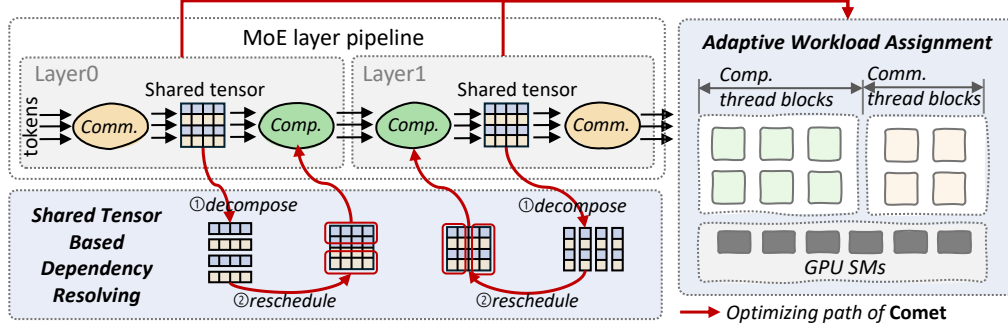 MoE layer pipeline
Layer0
Shared tensor
tokens
Comm.
Comp.
Layer1
Shared tensor
Comp.
Comm.
①decompose
②reschedule
①decompose
②reschedule
Shared Tensor
Based
Dependency
Resolving
Adaptive Workload Assignment
Comp.
thread blocks
Comm.
thread blocks
GPU SMs
Optimizing path of Comet